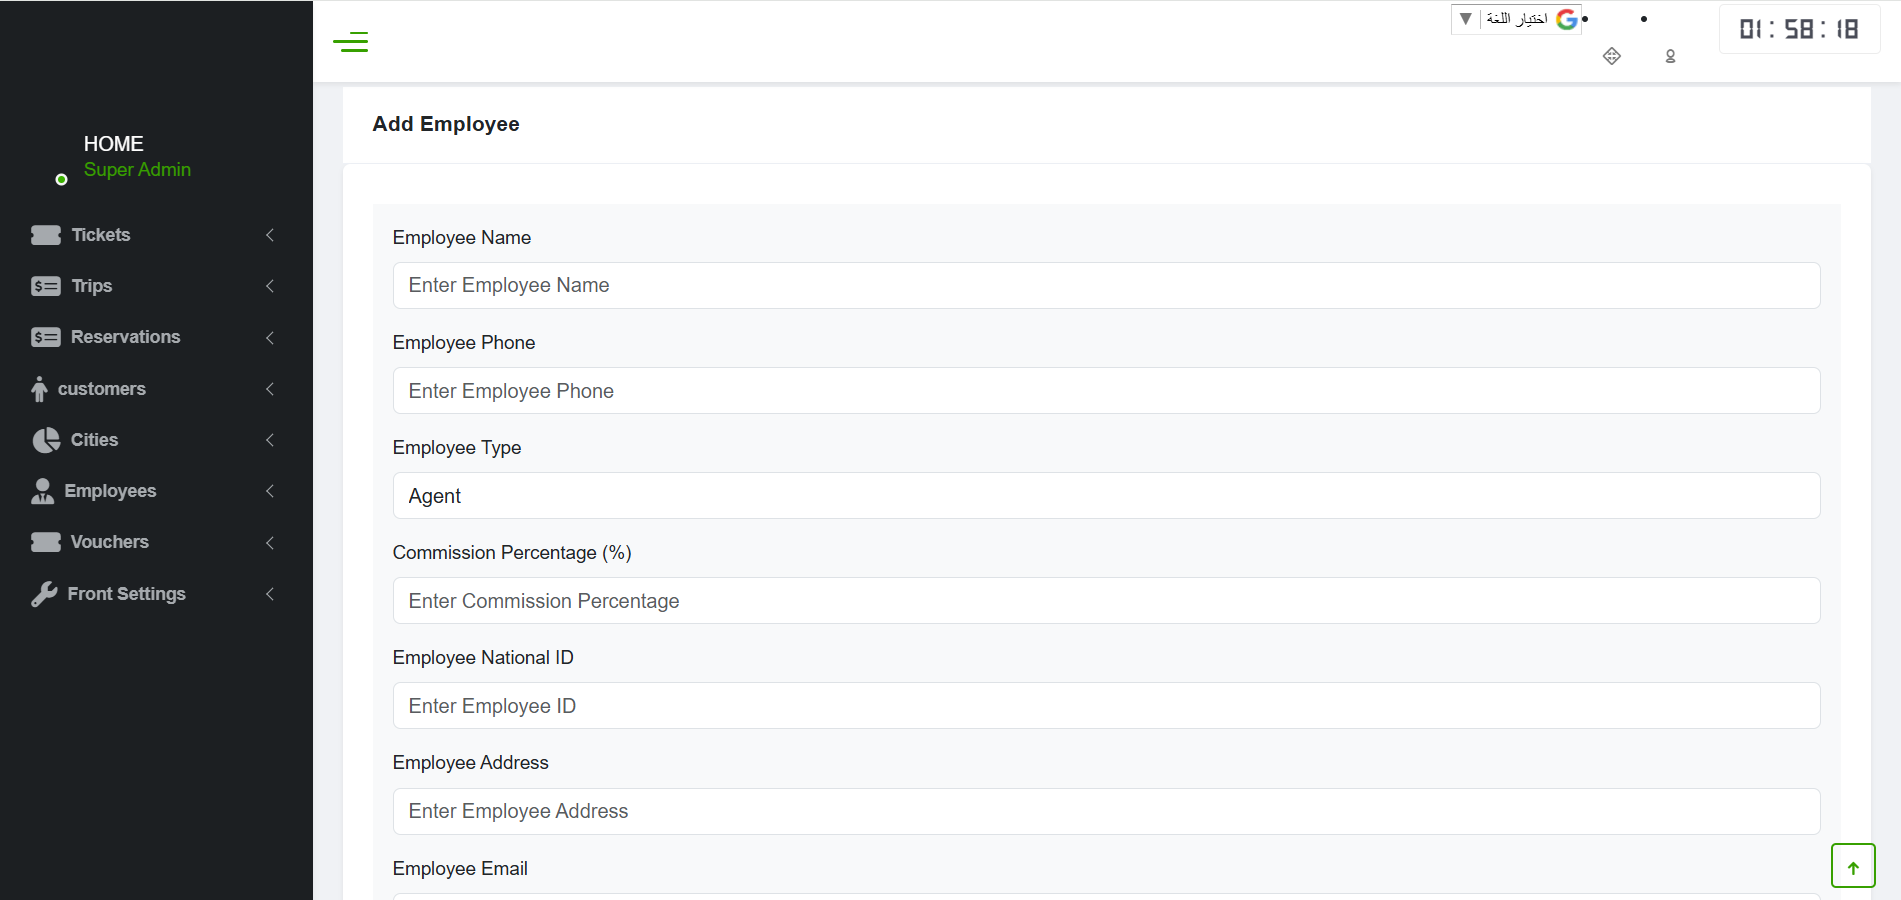 اختيار اللغة
01:58:18
HOME
Super Admin
Tickets
Trips
Reservations
customers
Cities
Employees
Vouchers
Front Settings
Add Employee
Employee Name
Enter Employee Name
Employee Phone
Enter Employee Phone
Employee Type
Agent
Commission Percentage (%)
Enter Commission Percentage
Employee National ID
Enter Employee ID
Employee Address
Enter Employee Address
Employee Email